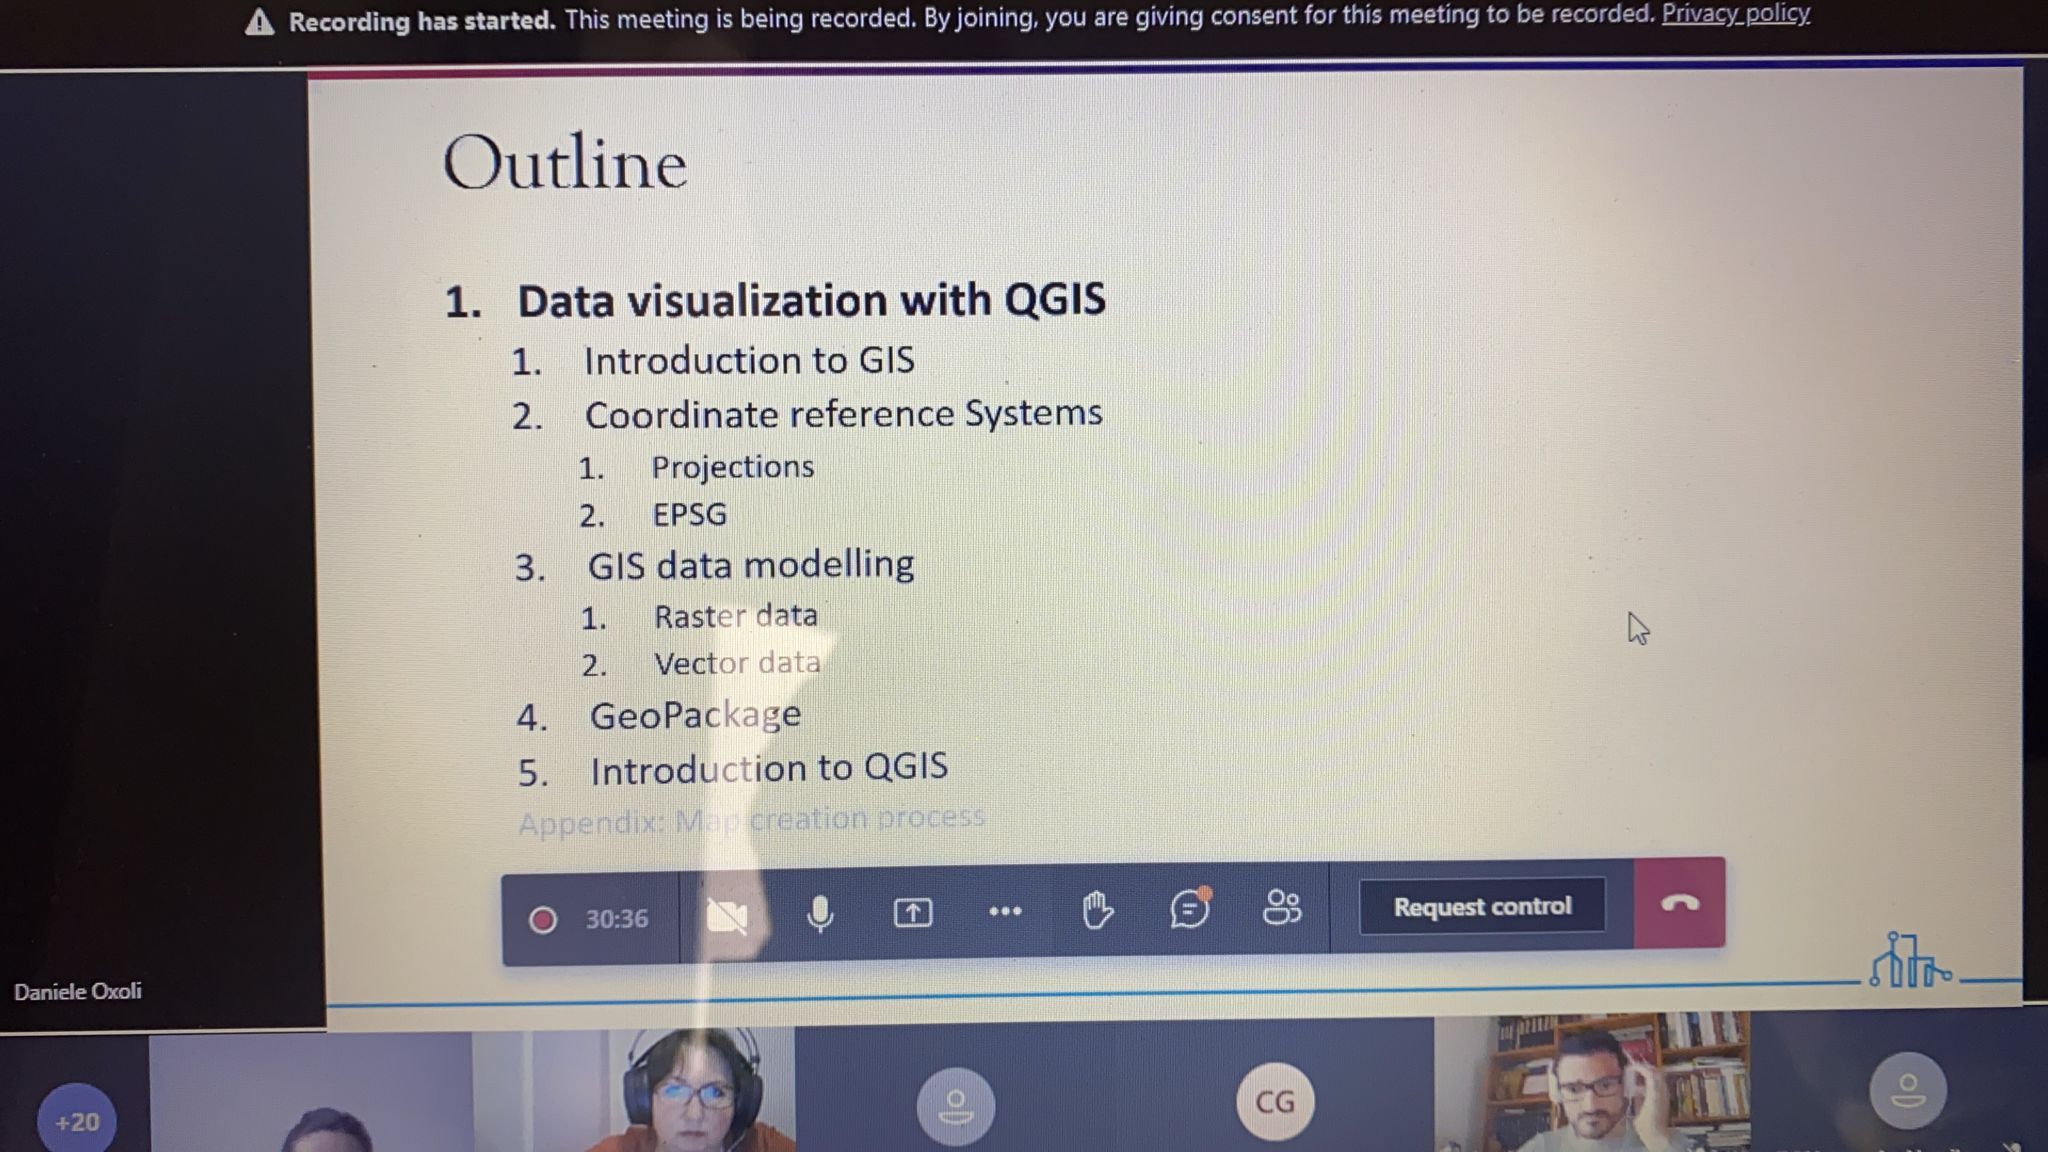 Recording has started. This meeting is being recorded. By joining, you are giving consent for this meeting to be recorded. Privacy policy
Outline
1. Data visualization with QGIS
1. Introduction to GIS
2. Coordinate reference Systems
1. Projections
2. EPSG
3. GIS data modelling
1. Raster data
2. Vector data
4. GeoPackage
5. Introduction to QGIS
Appendix: Map creation process
30:36
Request control
Daniele Oxoli
+20
CG